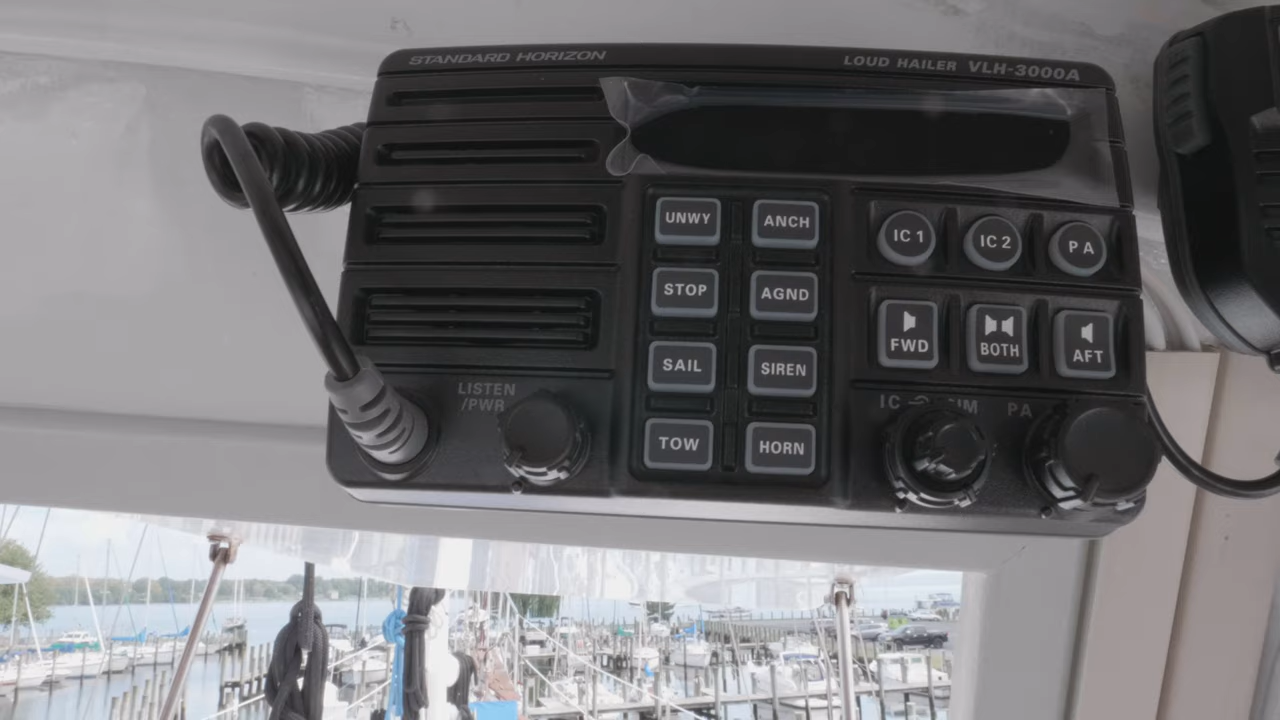 STANDARD HORIZON
LOUD HAILER VLH-3000A
UNWY
ANCH
IC 1
IC 2
PA
STOP
AGND
FWD
BOTH
AFT
SAIL
SIREN
LISTEN
/PWR
IC
PA
TOW
HORN